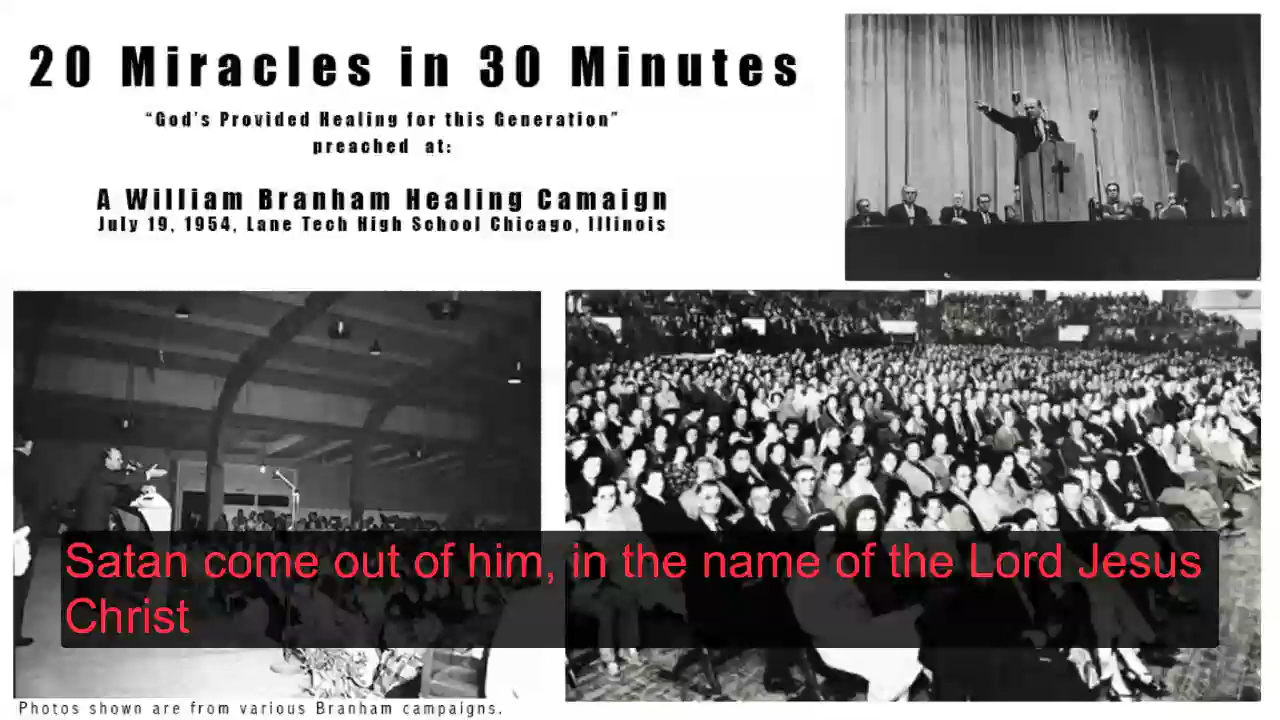 20 Miracles in 30 Minutes
“God's Provided Healing for this Generation”
preached at:
A William Branham Healing Camaign
July 19, 1954, Lane Tech High School Chicago, Illinois
Satan come out of him, in the name of the Lord Jesus
Christ
Photos shown are from various Branham campaigns.